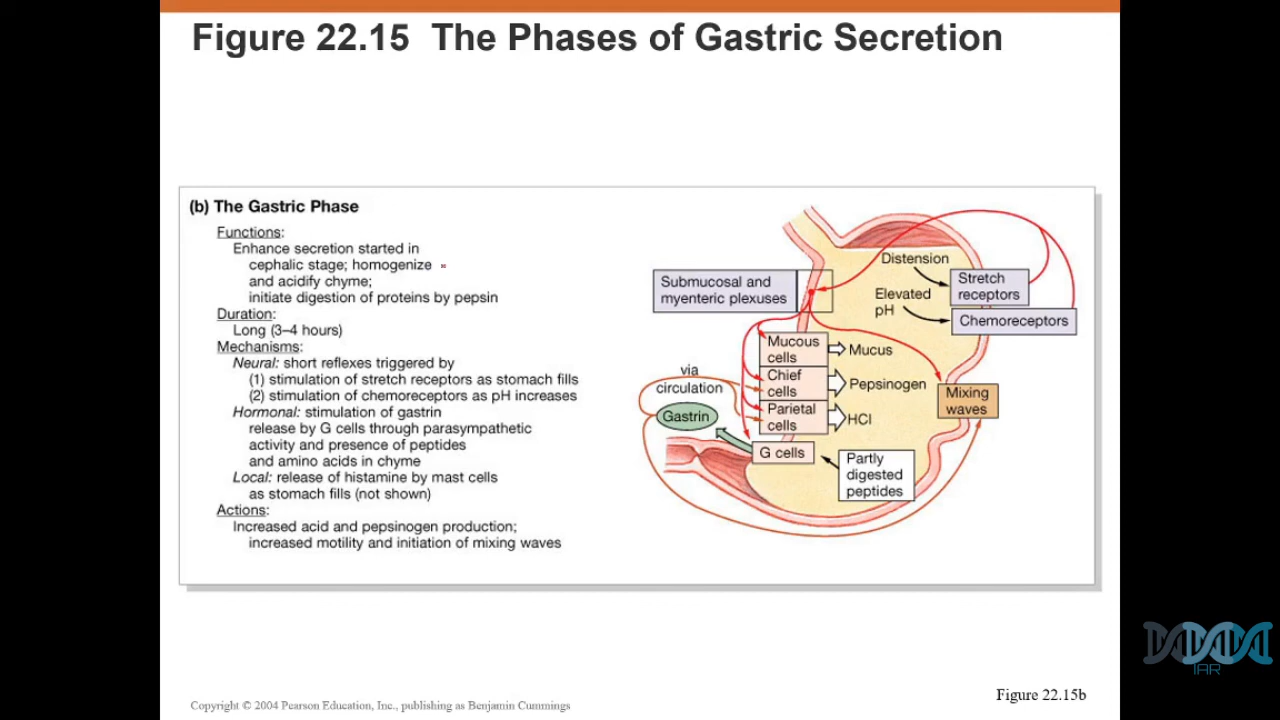 Figure 22.15 The Phases of Gastric Secretion
(b) The Gastric Phase
Functions:
Enhance secretion started in
cephalic stage; homogenize
and acidify chyme;
initiate digestion of proteins by pepsin
Duration:
Long (3–4 hours)
Mechanisms:
Neural: short reflexes triggered by
(1) stimulation of stretch receptors as stomach fills
(2) stimulation of chemoreceptors as pH increases
Hormonal: stimulation of gastrin
release by G cells through parasympathetic
activity and presence of peptides
and amino acids in chyme
Local: release of histamine by mast cells
as stomach fills (not shown)
Actions:
Increased acid and pepsinogen production;
increased motility and initiation of mixing waves
Submucosal and
myenteric plexuses
Distension
Stretch
receptors
Elevated
pH
Chemoreceptors
Mucous
cells
Mucus
Chief
cells
Pepsinogen
Parietal
cells
HCl
Mixing
waves
via
circulation
Gastrin
G cells
Partly
digested
peptides
IAR
Figure 22.15b
Copyright © 2004 Pearson Education, Inc., publishing as Benjamin Cummings